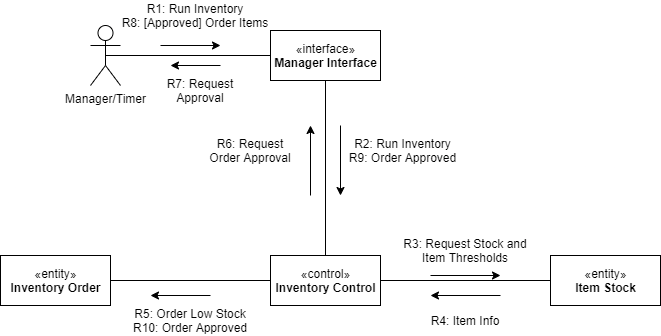 R1: Run Inventory
R8: [Approved] Order Items
«interface»
Manager Interface
R7: Request
Approval
Manager/Timer
R6: Request
Order Approval
R2: Run Inventory
R9: Order Approved
R3: Request Stock and
Item Thresholds
«entity»
Inventory Order
«control»
Inventory Control
«entity»
Item Stock
R5: Order Low Stock
R10: Order Approved
R4: Item Info